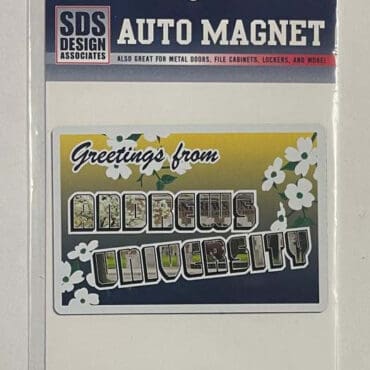 SDS
DESIGN
ASSOCIATES
AUTO MAGNET
ALSO GREAT FOR METAL DOORS, FILE CABINETS, LOCKERS, AND MORE!
Greetings from
ANDREWS
UNIVERSITY